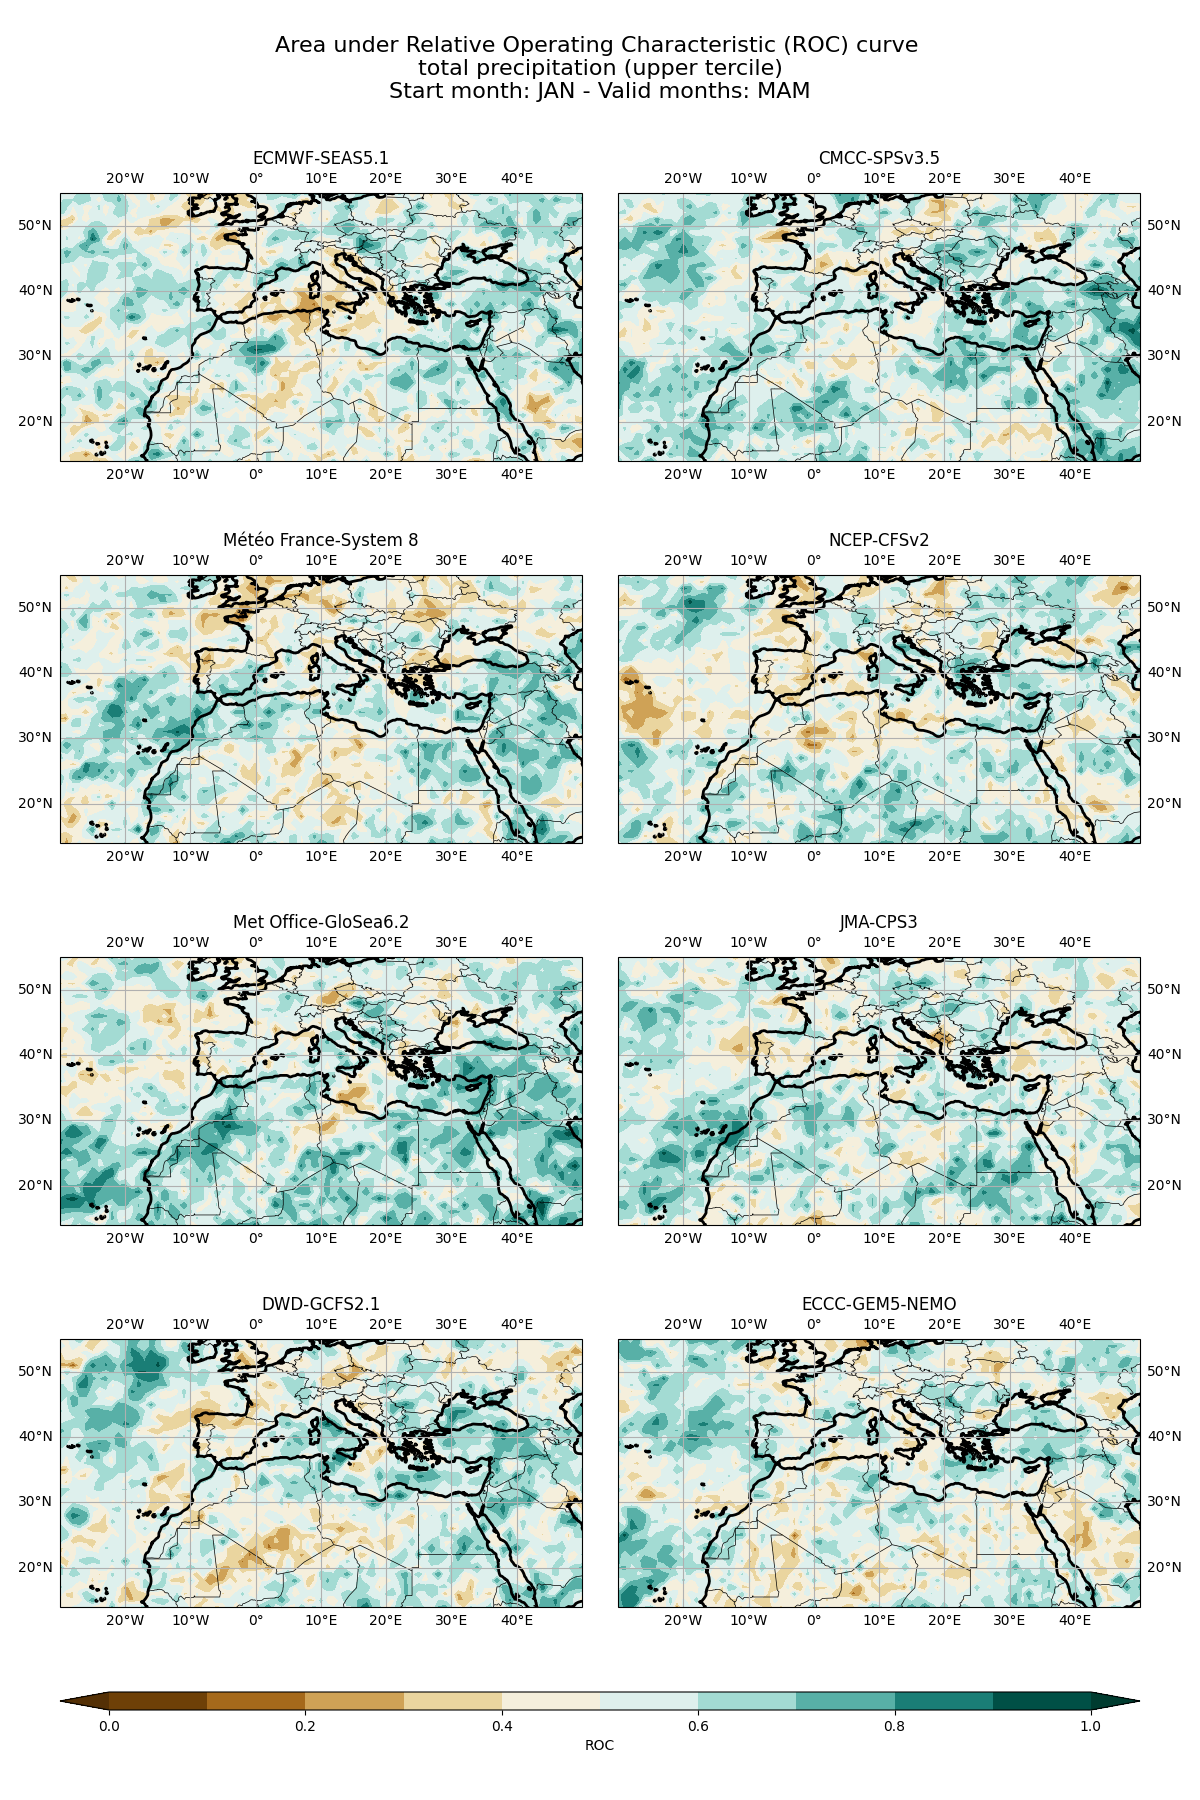 Area under Relative Operating Characteristic (ROC) curve
total precipitation (upper tercile)
Start month: JAN - Valid months: MAM
ECMWF-SEAS5.1
20°W 10°W 0° 10°E 20°E 30°E 40°E
50°N
40°N
30°N
20°N
20°W 10°W 0° 10°E 20°E 30°E 40°E
CMCC-SPSv3.5
20°W 10°W 0° 10°E 20°E 30°E 40°E
50°N
40°N
30°N
20°N
20°W 10°W 0° 10°E 20°E 30°E 40°E
Météo France-System 8
20°W 10°W 0° 10°E 20°E 30°E 40°E
50°N
40°N
30°N
20°N
20°W 10°W 0° 10°E 20°E 30°E 40°E
NCEP-CFSv2
20°W 10°W 0° 10°E 20°E 30°E 40°E
50°N
40°N
30°N
20°N
20°W 10°W 0° 10°E 20°E 30°E 40°E
Met Office-GloSea6.2
20°W 10°W 0° 10°E 20°E 30°E 40°E
50°N
40°N
30°N
20°N
20°W 10°W 0° 10°E 20°E 30°E 40°E
JMA-CPS3
20°W 10°W 0° 10°E 20°E 30°E 40°E
50°N
40°N
30°N
20°N
20°W 10°W 0° 10°E 20°E 30°E 40°E
DWD-GCFS2.1
20°W 10°W 0° 10°E 20°E 30°E 40°E
50°N
40°N
30°N
20°N
20°W 10°W 0° 10°E 20°E 30°E 40°E
ECCC-GEM5-NEMO
20°W 10°W 0° 10°E 20°E 30°E 40°E
50°N
40°N
30°N
20°N
20°W 10°W 0° 10°E 20°E 30°E 40°E
0.0 0.2 0.4 0.6 0.8 1.0
ROC